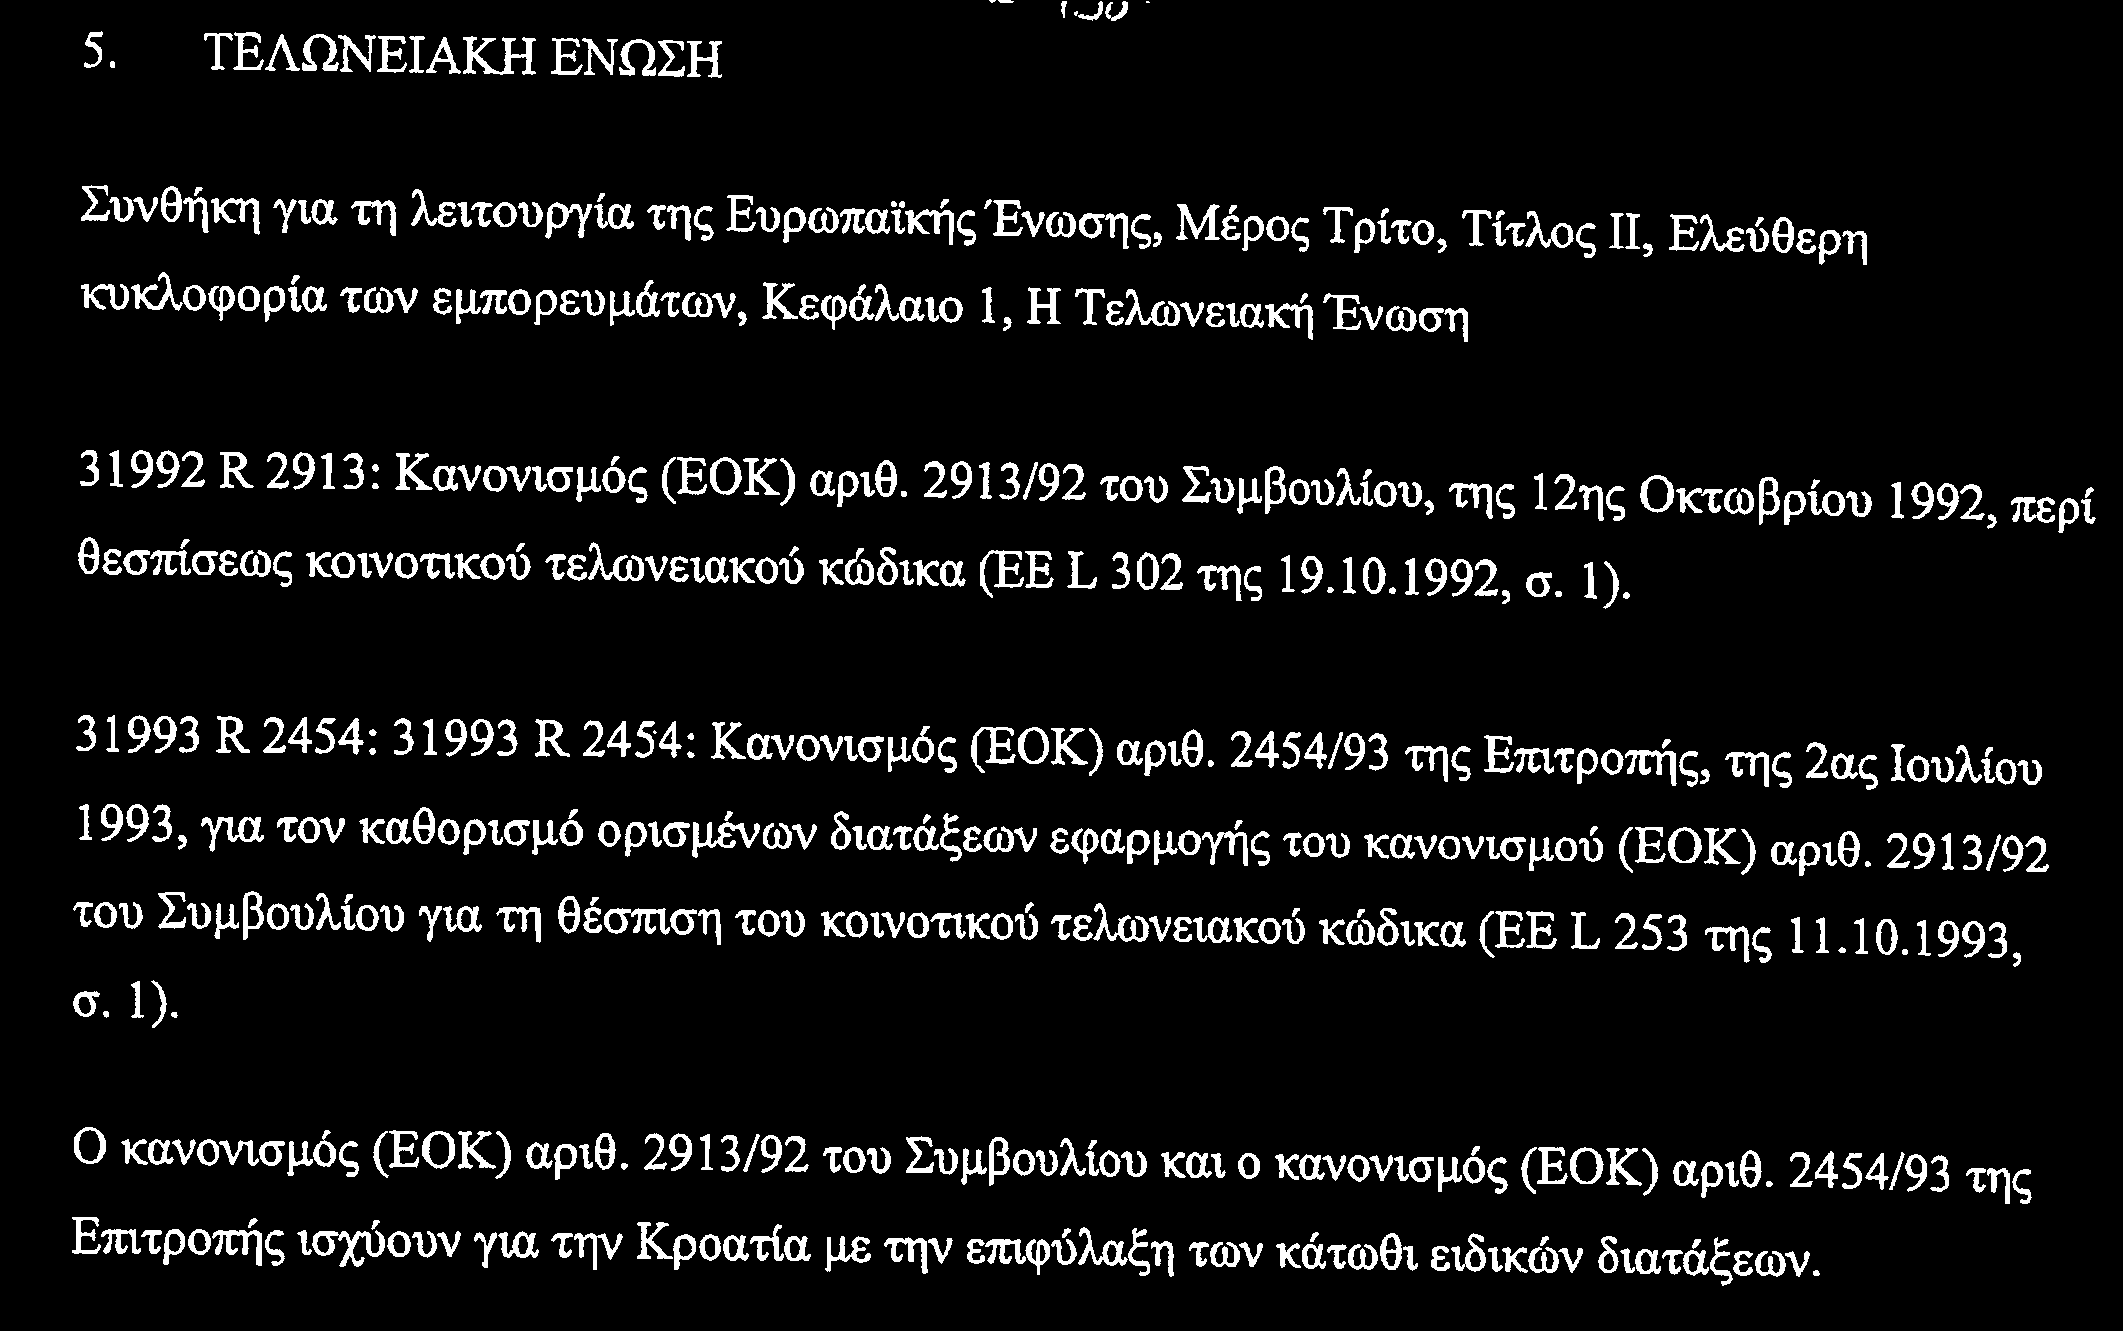 5. ΤΕΛΩΝΕΙΑΚΗ ΕΝΩΣΗ
Συνθήκη για τη λειτουργία της Ευρωπαϊκής Ένωσης, Μέρος Τρίτο, Τίτλος II, Ελεύθερη
κυκλοφορία των εμπορευμάτων, Κεφάλαιο 1, Η Τελωνειακή Ένωση
31992 R 2913: Κανονισμός (ΕΟΚ) αριθ. 2913/92 του Συμβουλίου, της 12ης Οκτωβρίου 1992, περί
θεσπίσεως κοινοτικού τελωνειακού κώδικα (ΕΕ L 302 της 19.10.1992, σ. 1).
31993 R 2454: 31993 R 2454: Κανονισμός (ΕΟΚ) αριθ. 2454/93 της Επιτροπής, της 2ας Ιουλίου
1993, για τον καθορισμό ορισμένων διατάξεων εφαρμογής του κανονισμού (ΕΟΚ) αριθ. 2913/92
του Συμβουλίου για τη θέσπιση του κοινοτικού τελωνειακού κώδικα (ΕΕ L 253 της 11.10.1993,
σ. 1).
Ο κανονισμός (ΕΟΚ) αριθ. 2913/92 του Συμβουλίου και ο κανονισμός (ΕΟΚ) αριθ. 2454/93 της
Επιτροπής ισχύουν για την Κροατία με την επιφύλαξη των κάτωθι ειδικών διατάξεων.